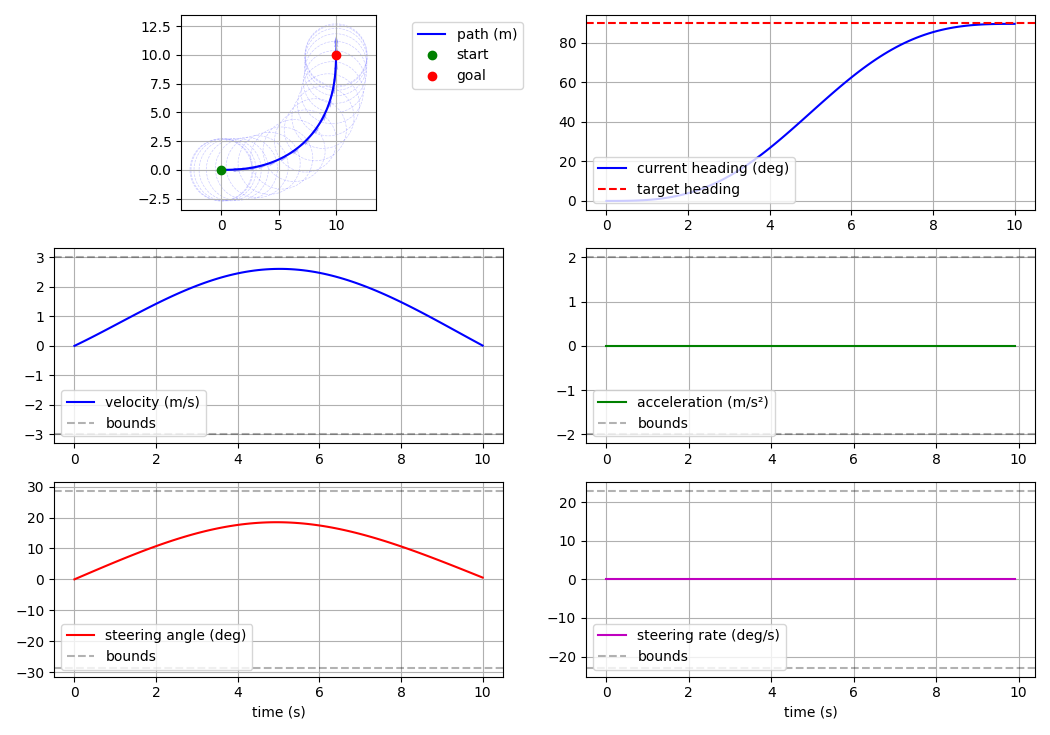 12.5
10.0
7.5
5.0
2.5
0.0
−2.5
0 5 10
path (m)
start
goal
80
60
40
20
0
current heading (deg)
target heading
0 2 4 6 8 10
3
2
1
0
−1
−2
−3
velocity (m/s)
bounds
0 2 4 6 8 10
2
1
0
−1
−2
acceleration (m/s²)
bounds
0 2 4 6 8 10
30
20
10
0
−10
−20
−30
steering angle (deg)
bounds
0 2 4 6 8 10
time (s)
20
10
0
−10
−20
steering rate (deg/s)
bounds
0 2 4 6 8 10
time (s)